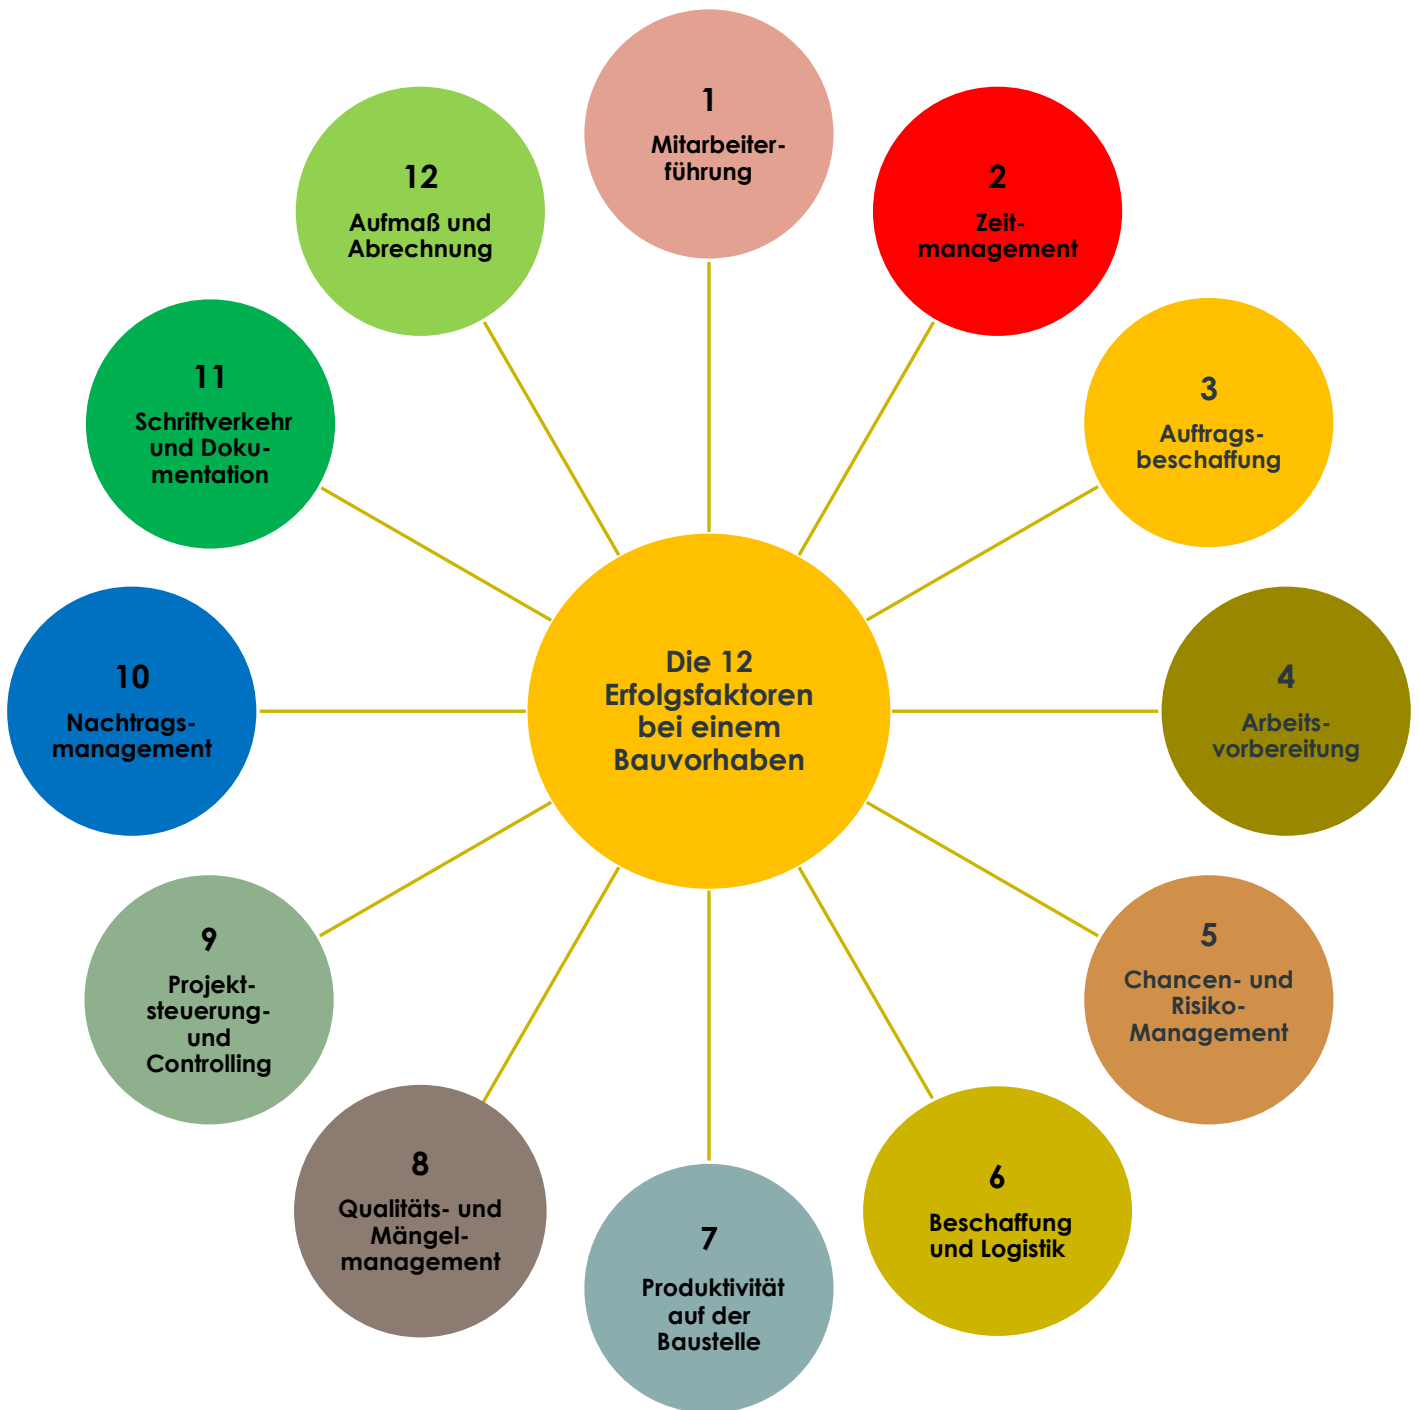 Die 12
Erfolgsfaktoren
bei einem
Bauvorhaben
1
Mitarbeiter-
führung
2
Zeit-
management
3
Auftrags-
beschaffung
4
Arbeits-
vorbereitung
5
Chancen- und
Risiko-
Management
6
Beschaffung
und Logistik
7
Produktivität
auf der
Baustelle
8
Qualitäts- und
Mängel-
management
9
Projekt-
steuerung-
und
Controlling
10
Nachtrags-
management
11
Schriftverkehr
und Doku-
mentation
12
Aufmaß und
Abrechnung